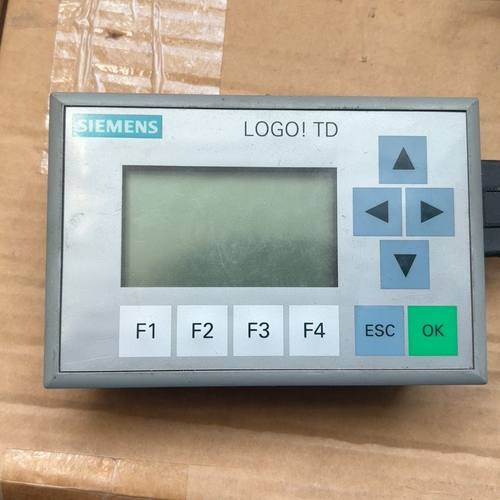 SIEMENS LOGO! TD
F1 F2 F3 F4 ESC OK